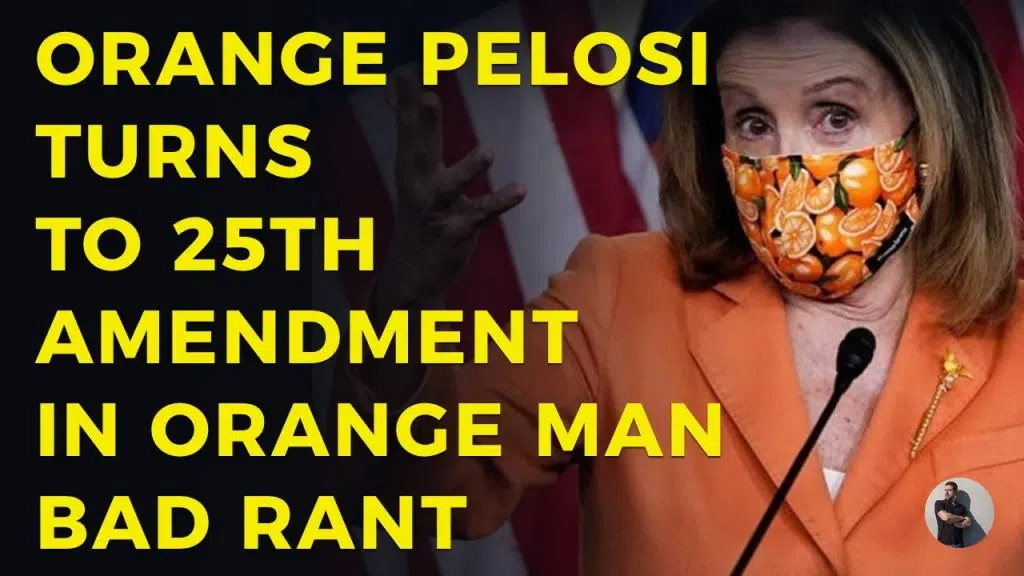 ORANGE PELOSI
TURNS
TO 25TH
AMENDMENT
IN ORANGE MAN
BAD RANT